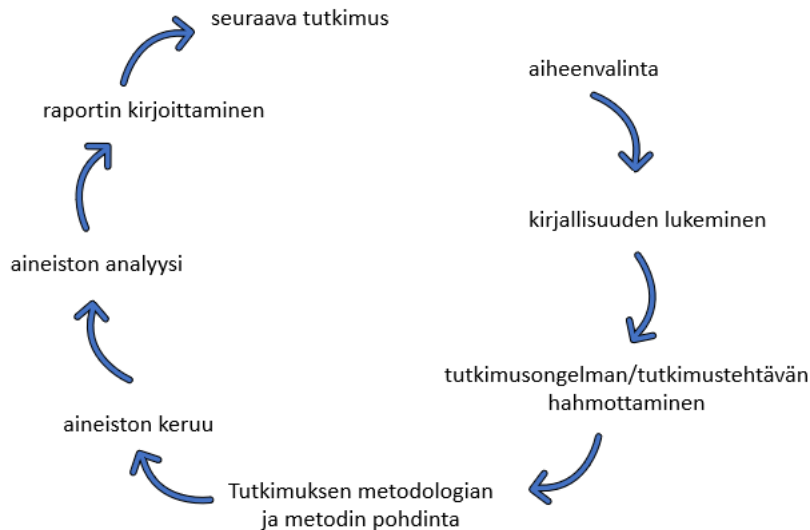 seuraava tutkimus
aiheenvalinta
raportin kirjoittaminen
kirjallisuuden lukeminen
aineiston analyysi
tutkimusongelman/tutkimustehtävän
hahmottaminen
aineiston keruu
Tutkimuksen metodologian
ja metodin pohdinta